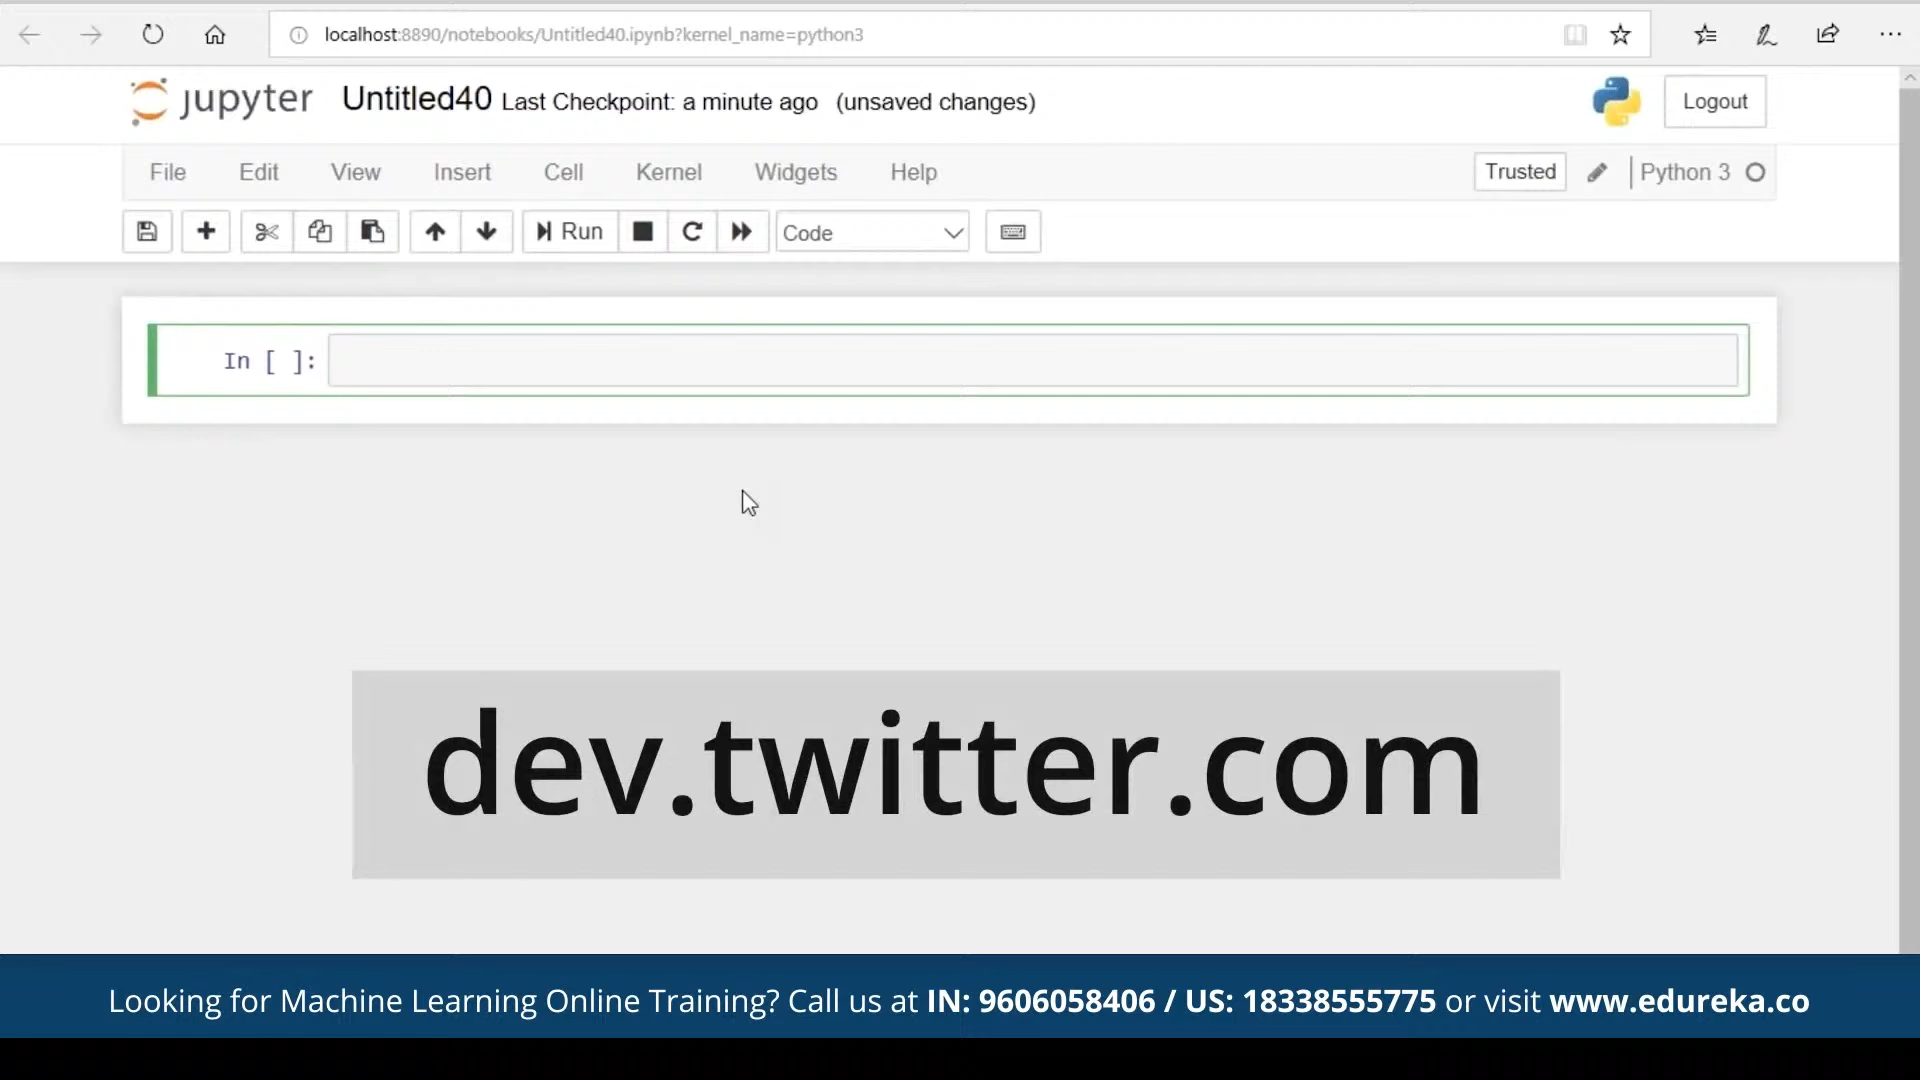 localhost:8890/notebooks/Untitled40.ipynb?kernel_name=python3
jupyter Untitled40 Last Checkpoint: a minute ago (unsaved changes)
Logout
File Edit View Insert Cell Kernel Widgets Help
Trusted Python 3
Run Code
In [ ]:
dev.twitter.com
Looking for Machine Learning Online Training? Call us at IN: 9606058406 / US: 18338555775 or visit www.edureka.co